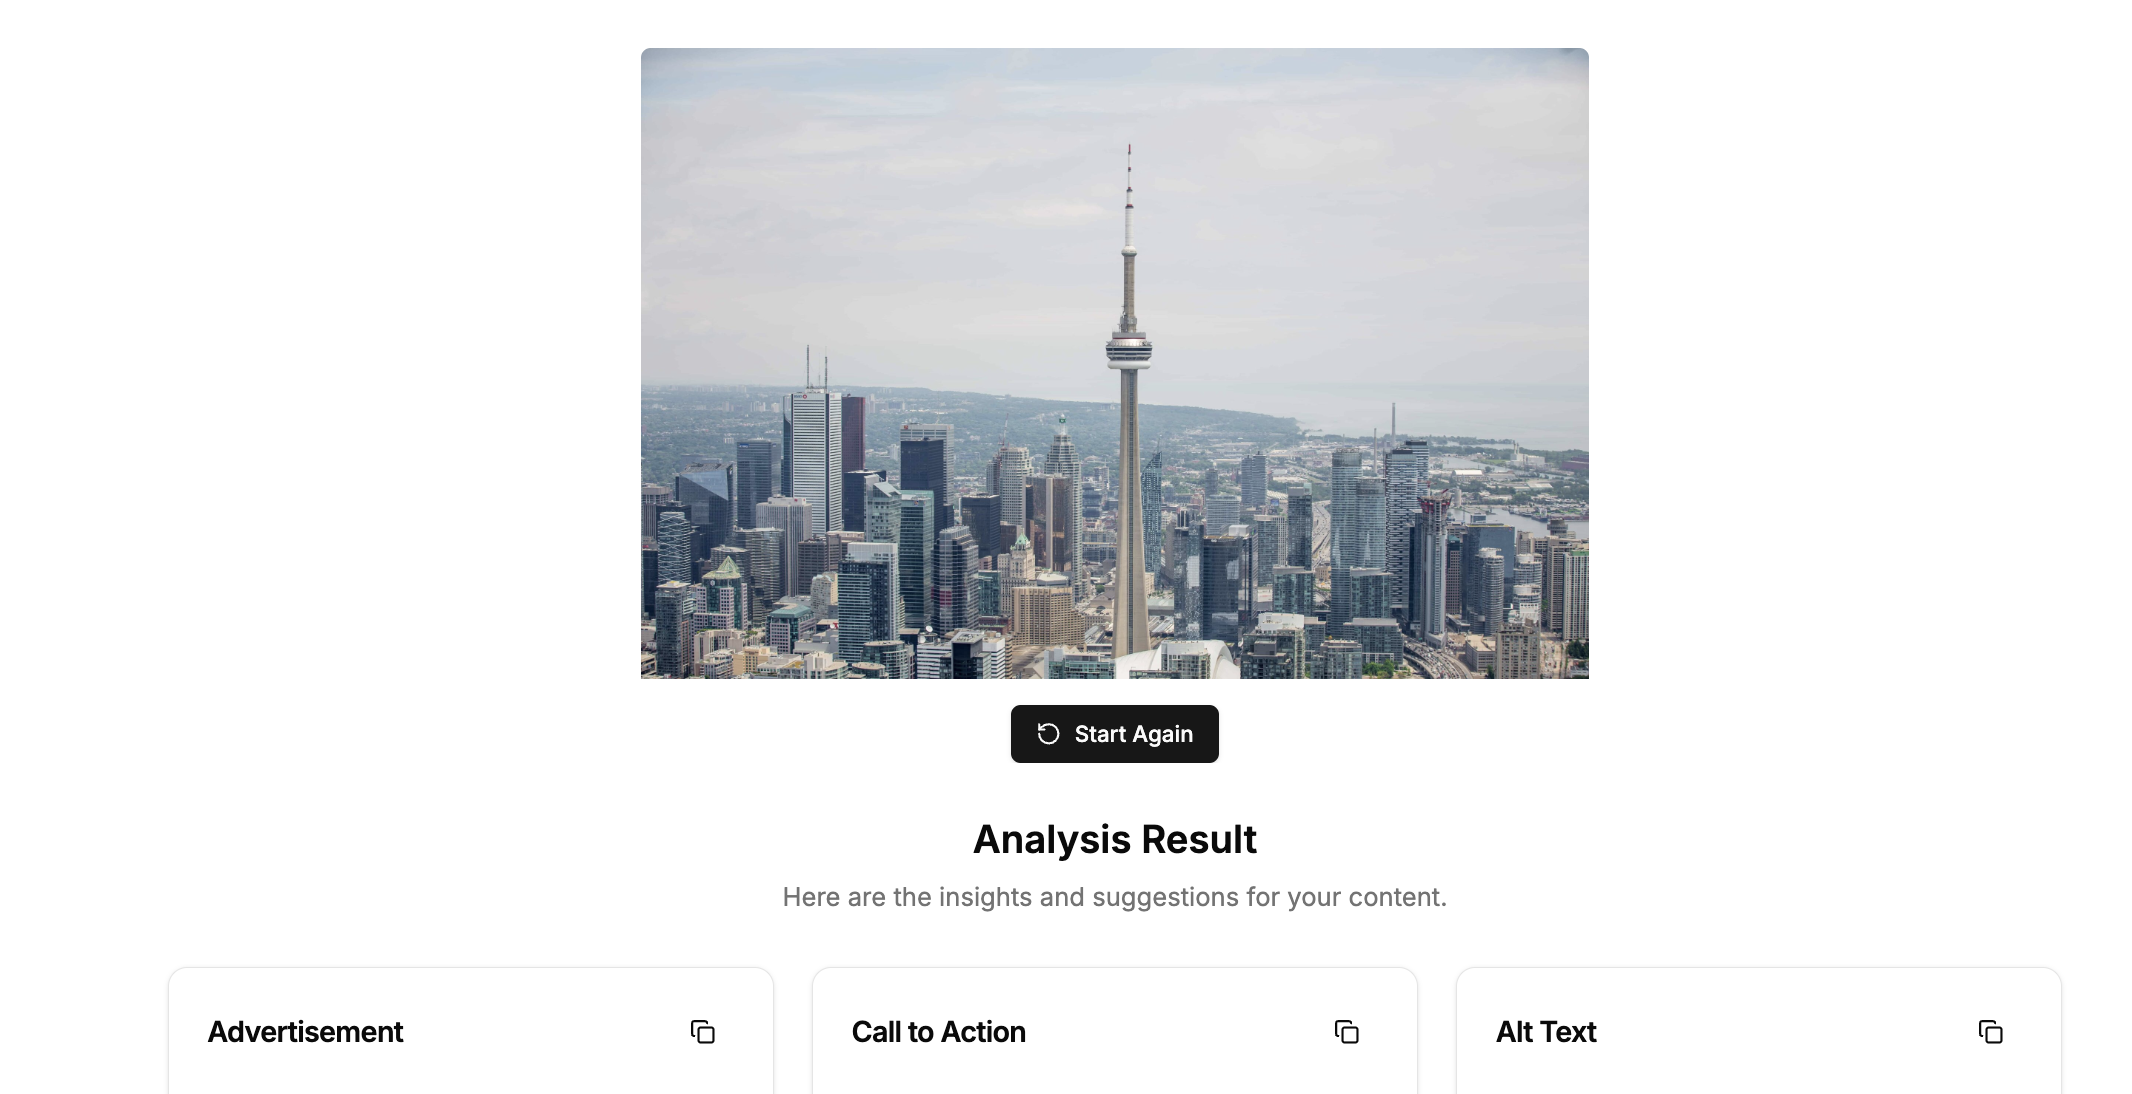 Start Again
Analysis Result
Here are the insights and suggestions for your content.
Advertisement
Call to Action
Alt Text